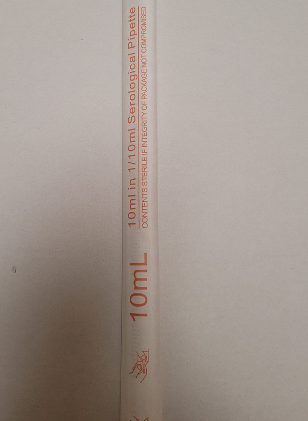 10ml in 1/10ml Serological Pipette
CONTENTS STERILE IF INTEGRITY OF PACKAGE NOT COMPROMISED
10mL